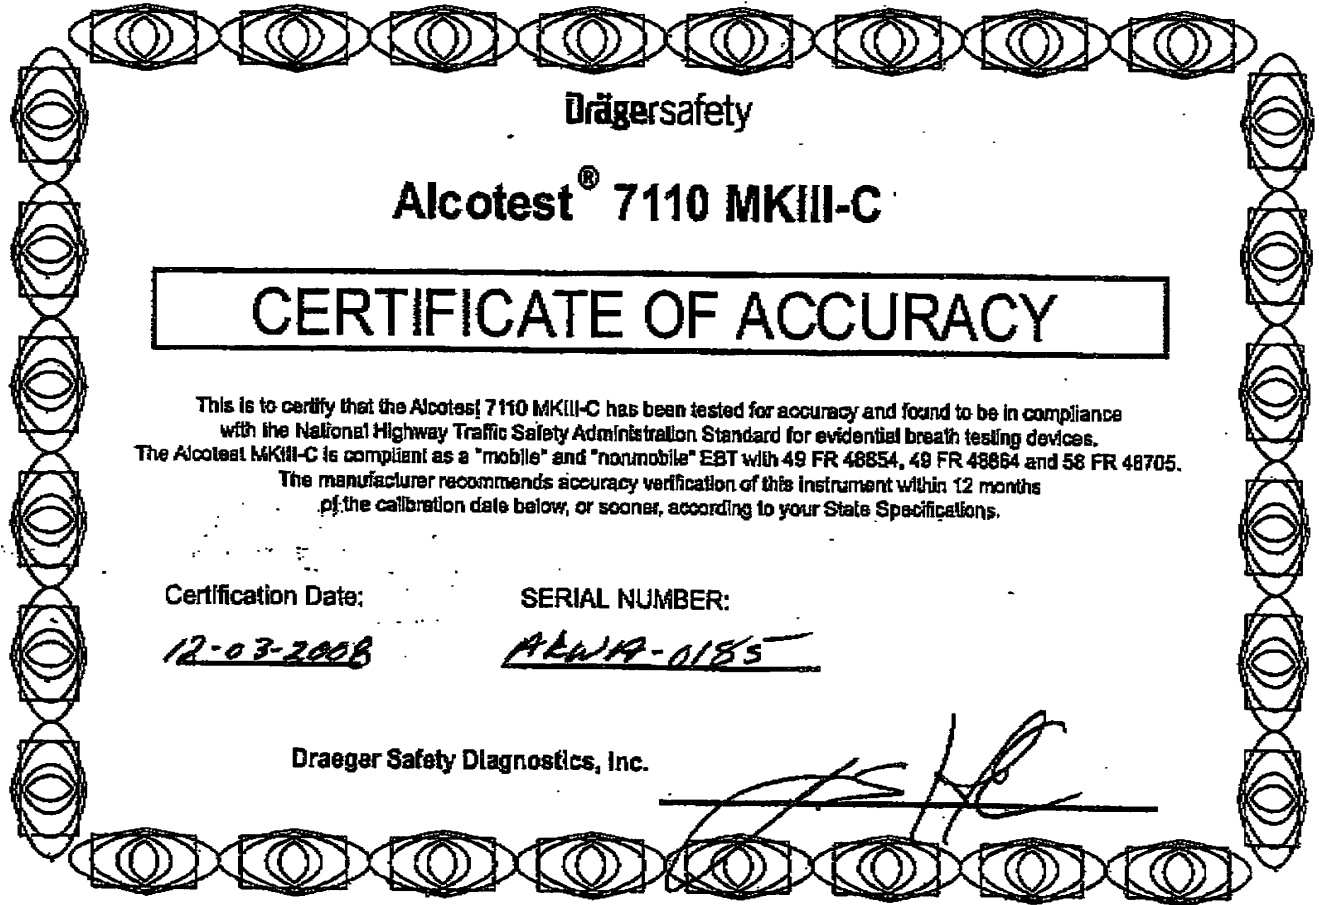 Drägersafety
Alcotest® 7110 MKIII-C
CERTIFICATE OF ACCURACY
This is to certify that the Alcotest 7110 MKIII-C has been tested for accuracy and found to be in compliance
with the National Highway Traffic Safety Administration Standard for evidential breath testing devices.
The Alcotest MKIII-C is compliant as a "mobile" and "nonmobile" EBT with 49 FR 48854, 49 FR 48864 and 58 FR 48705.
The manufacturer recommends accuracy verification of this instrument within 12 months
of the calibration date below, or sooner, according to your State Specifications.
Certification Date: SERIAL NUMBER:
12-03-2008 ARWA-0185
Draeger Safety Diagnostics, Inc.